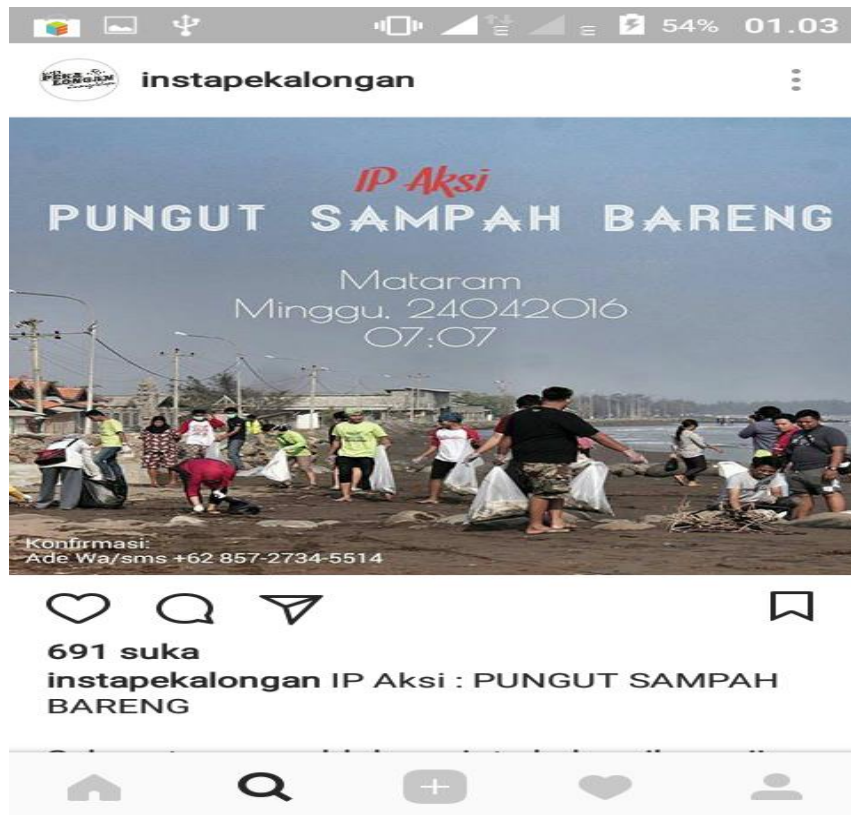 54% 01.03
instapekalongan
IP Aksi
PUNGUT SAMPAH BARENG
Mataram
Minggu, 24042016
07:07
Konfirmasi:
Ade Wa/sms +62 857-2734-5514
691 suka
instapekalongan IP Aksi : PUNGUT SAMPAH
BARENG